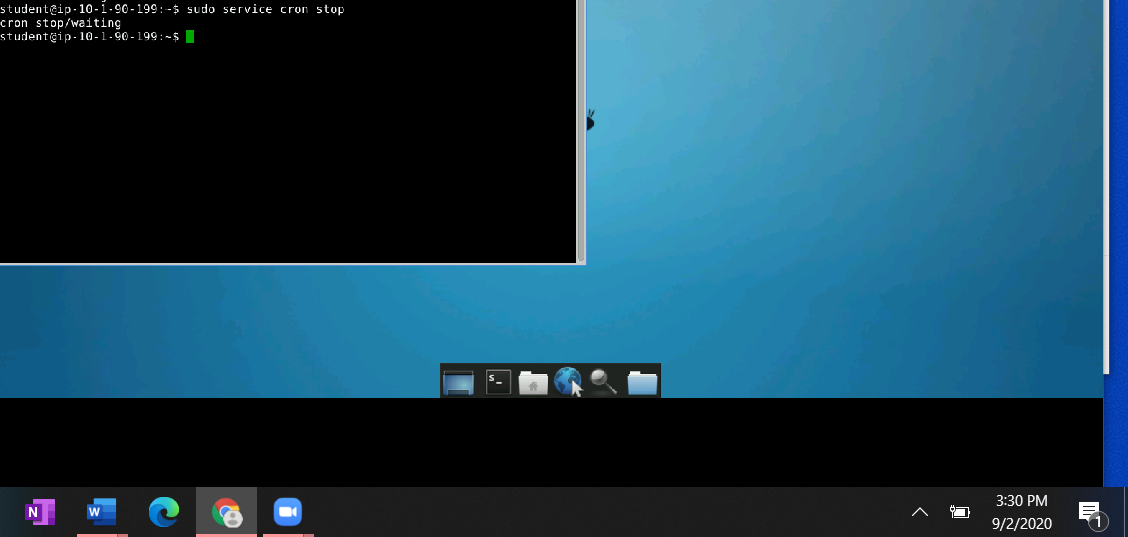 student@ip-10-1-90-199:~$ sudo service cron stop
cron stop/waiting
student@ip-10-1-90-199:~$
$_
N
W
3:30 PM
9/2/2020
1